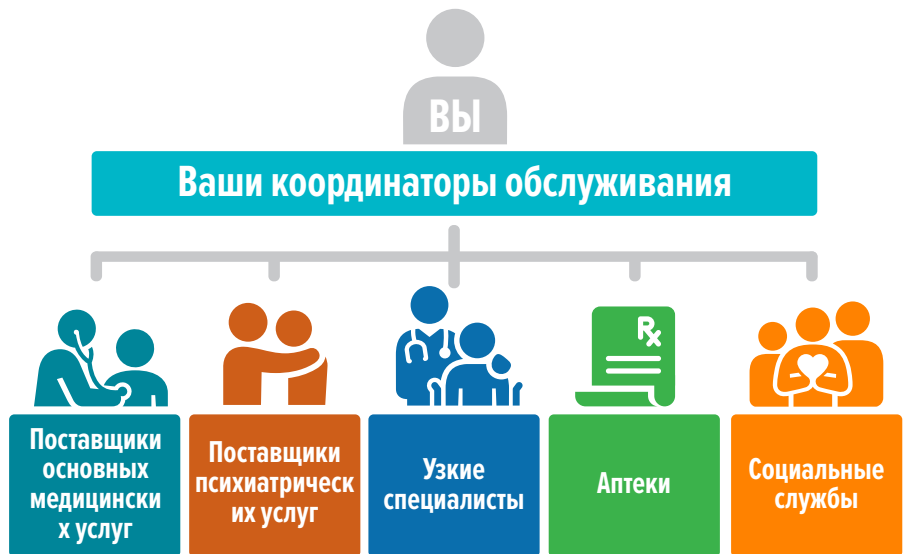 ВЫ
Ваши координаторы обслуживания
Rx
Поставщики
основных
медицински
х услуг
Поставщики
психиатрическ
их услуг
Узкие
специалисты
Аптеки
Социальные
службы